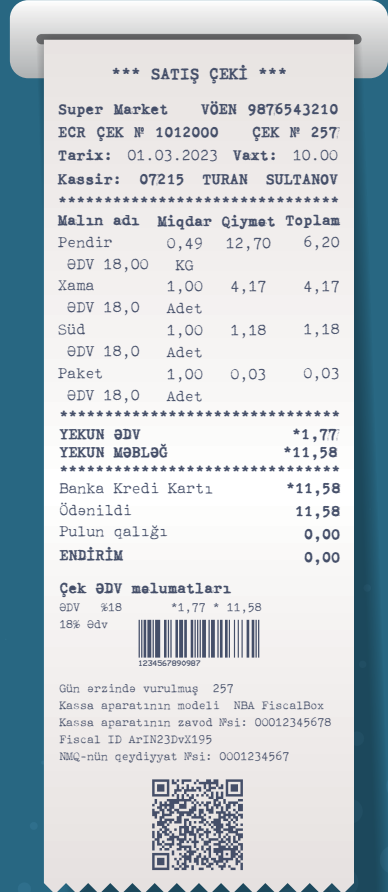 *** SATIŞ ÇEKİ ***
Super Market VÖEN 9876543210
ECR ÇEK № 1012000 ÇEK № 257
Tarix: 01.03.2023 Vaxt: 10.00
Kassir: 07215 TURAN SULTANOV
*******************************
Malın adı Miqdar Qiymət Toplam
Pendir 0,49 12,70 6,20
ƏDV 18,00 KG
Xama 1,00 4,17 4,17
ƏDV 18,0 Adet
Süd 1,00 1,18 1,18
ƏDV 18,0 Adet
Paket 1,00 0,03 0,03
ƏDV 18,0 Adet
*******************************
YEKUN ƏDV *1,77
YEKUN MƏBLƏĞ *11,58
*******************************
Banka Kredi Kartı *11,58
Ödənildi 11,58
Pulun qalığı 0,00
ENDİRİM 0,00
Çek ƏDV məlumatları
ƏDV %18 *1,77 * 11,58
18% Ədv
1234567890987
Gün ərzində vurulmuş 257
Kassa aparatının modeli NBA FiscalBox
Kassa aparatının zavod №si: 00012345678
Fiscal ID ArIN23DvX195
NMQ-nün qeydiyyat №si: 0001234567